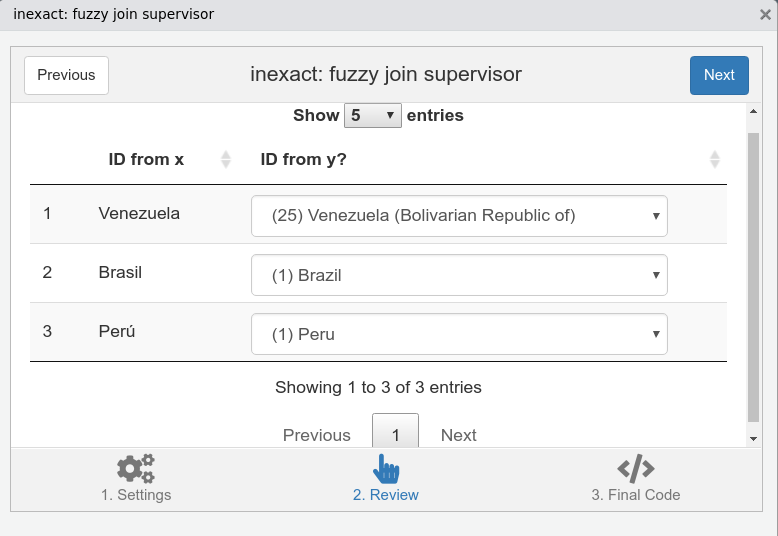 inexact: fuzzy join supervisor
Previous
inexact: fuzzy join supervisor
Next
Show 5 entries
ID from x
ID from y?
1 Venezuela (25) Venezuela (Bolivarian Republic of)
2 Brasil (1) Brazil
3 Perú (1) Peru
Showing 1 to 3 of 3 entries
Previous 1 Next
1. Settings
2. Review
3. Final Code